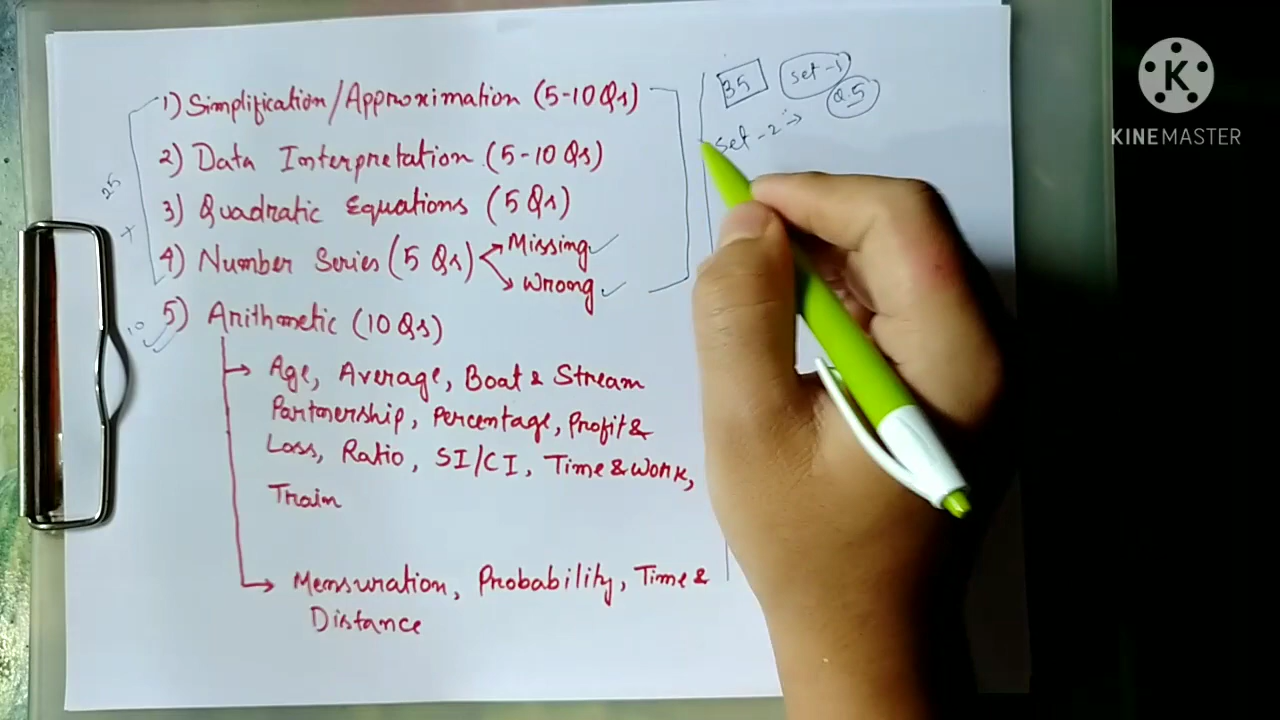 1) Simplification/Approximation (5-10 Qs)
2) Data Interpretation (5-10 Qs)
3) Quadratic Equations (5 Qs)
4) Number Series (5 Qs)
Missing
Wrong
5) Arithmetic (10 Qs)
Age, Average, Boat & Stream
Partnership, Percentage, Profit &
Loss, Ratio, SI/CI, Time & Work,
Train
Mensuration, Probability, Time &
Distance
25
+
10
35
Set-1
Q.5
Set-2
K
KINEMASTER